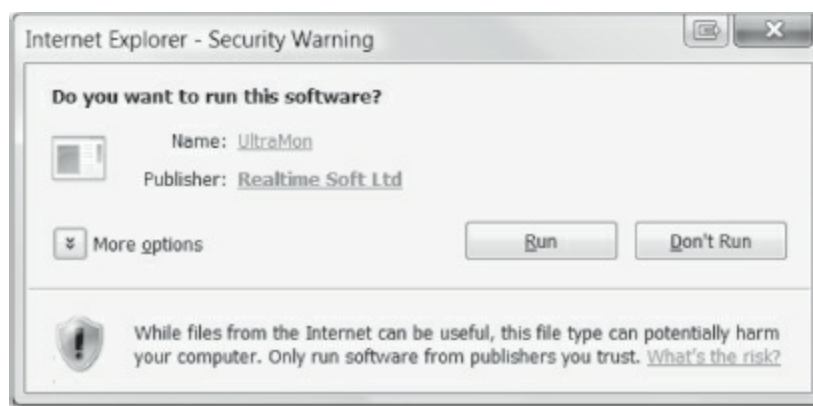 Internet Explorer - Security Warning
Do you want to run this software?
Name: UltraMon
Publisher: Realtime Soft Ltd
More options
Run
Don't Run
While files from the Internet can be useful, this file type can potentially harm
your computer. Only run software from publishers you trust. What's the risk?